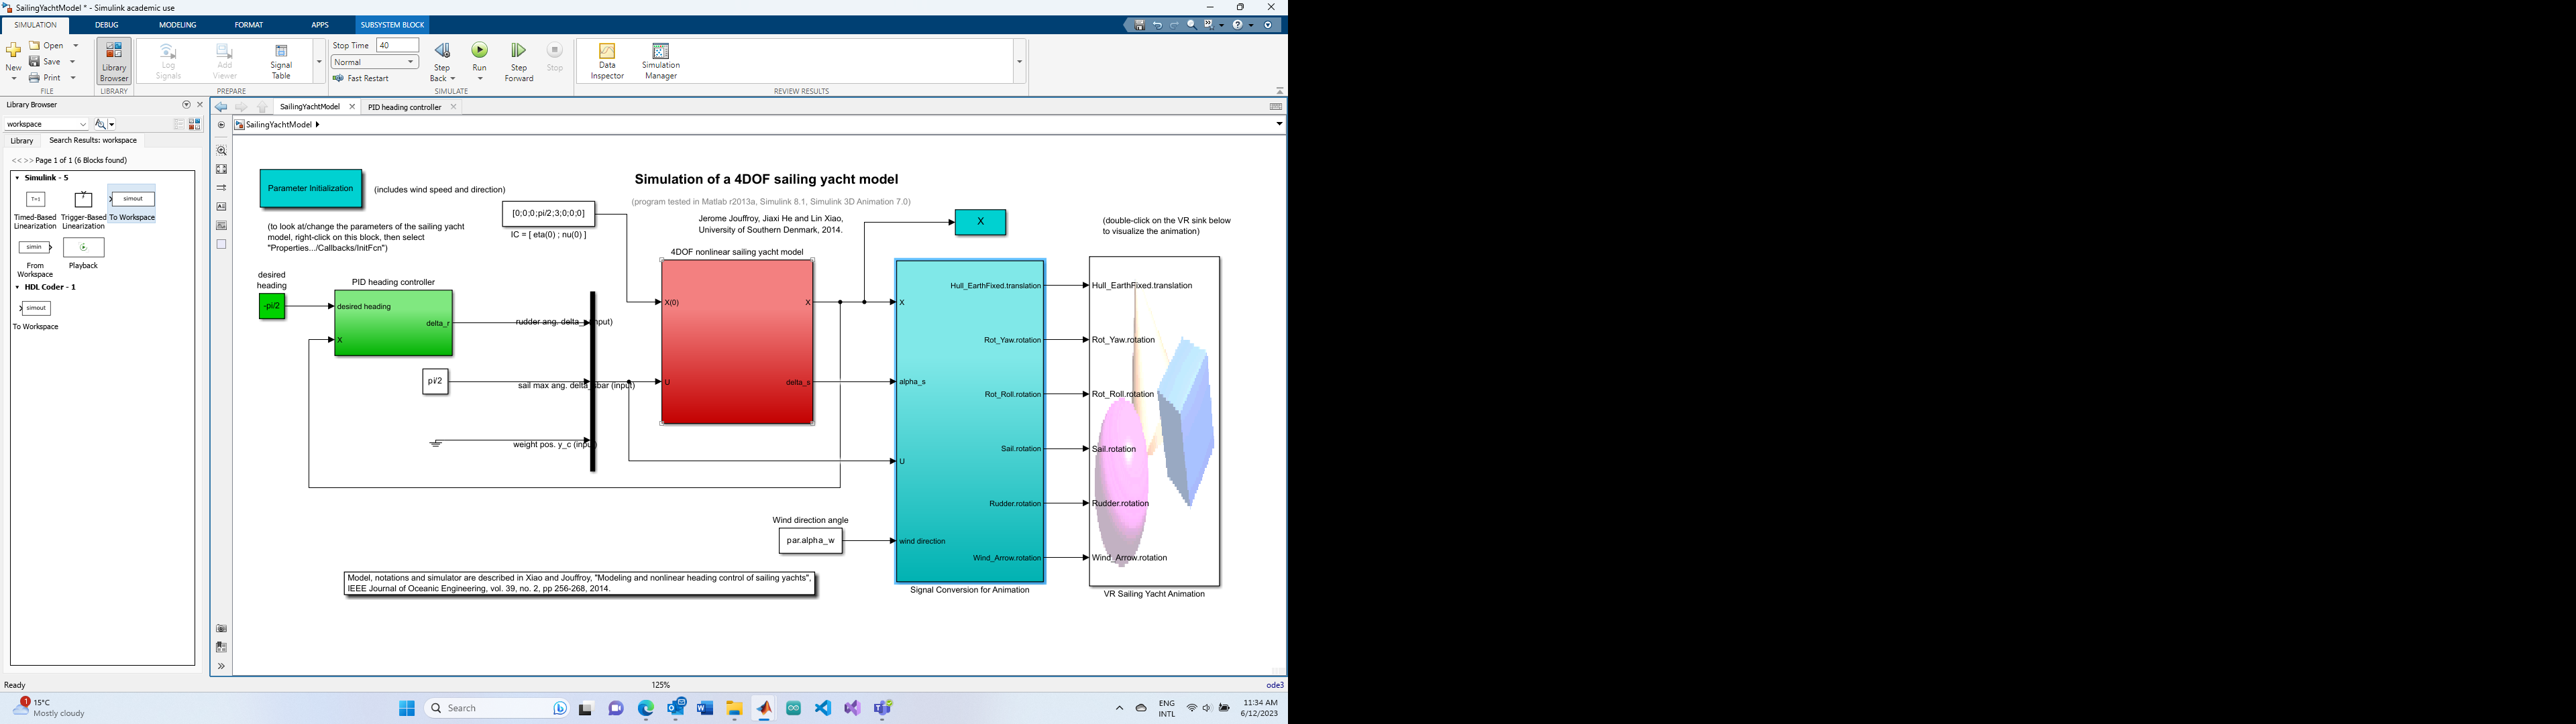 SailingYachtModel * - Simulink academic use
SIMULATION DEBUG MODELING FORMAT APPS SUBSYSTEM BLOCK
New
Open
Save
Print
FILE
Library Browser
LIBRARY
Log Signals
Add Viewer
Signal Table
PREPARE
Stop Time 40
Normal
Fast Restart
Step Back
Run
Step Forward
Stop
SIMULATE
Data Inspector
Simulation Manager
REVIEW RESULTS
Library Browser
workspace
Library Search Results: workspace
<< >> Page 1 of 1 (6 Blocks found)
Simulink - 5
T=1
simout
Timed-Based Linearization
Trigger-Based Linearization
To Workspace
simin
From Workspace
Playback
HDL Coder - 1
simout
To Workspace
SailingYachtModel
PID heading controller
SailingYachtModel
Parameter Initialization
(includes wind speed and direction)
(to look at/change the parameters of the sailing yacht
model, right-click on this block, then select
"Properties.../Callbacks/InitFcn")
Simulation of a 4DOF sailing yacht model
(program tested in Matlab r2013a, Simulink 8.1, Simulink 3D Animation 7.0)
Jerome Jouffroy, Jiaxi He and Lin Xiao,
University of Southern Denmark, 2014.
[0;0;0;pi/2;3;0;0;0]
IC = [ eta(0) ; nu(0) ]
X
(double-click on the VR sink below
to visualize the animation)
desired
heading
-pi/2
PID heading controller
desired heading
delta_r
X
rudder ang. delta_ input)
pi/2
sail max ang. delta_sbar (input)
weight pos. y_c (input)
4DOF nonlinear sailing yacht model
X(0)
X
U
delta_s
X
alpha_s
U
wind direction
Hull_EarthFixed.translation
Rot_Yaw.rotation
Rot_Roll.rotation
Sail.rotation
Rudder.rotation
Wind_Arrow.rotation
Signal Conversion for Animation
Hull_EarthFixed.translation
Rot_Yaw.rotation
Rot_Roll.rotation
Sail.rotation
Rudder.rotation
Wind_Arrow.rotation
VR Sailing Yacht Animation
Wind direction angle
par.alpha_w
Model, notations and simulator are described in Xiao and Jouffroy, "Modeling and nonlinear heading control of sailing yachts",
IEEE Journal of Oceanic Engineering, vol. 39, no. 2, pp 256-268, 2014.
Ready
125%
ode3
1
15°C
Mostly cloudy
Search
ENG
INTL
11:34 AM
6/12/2023